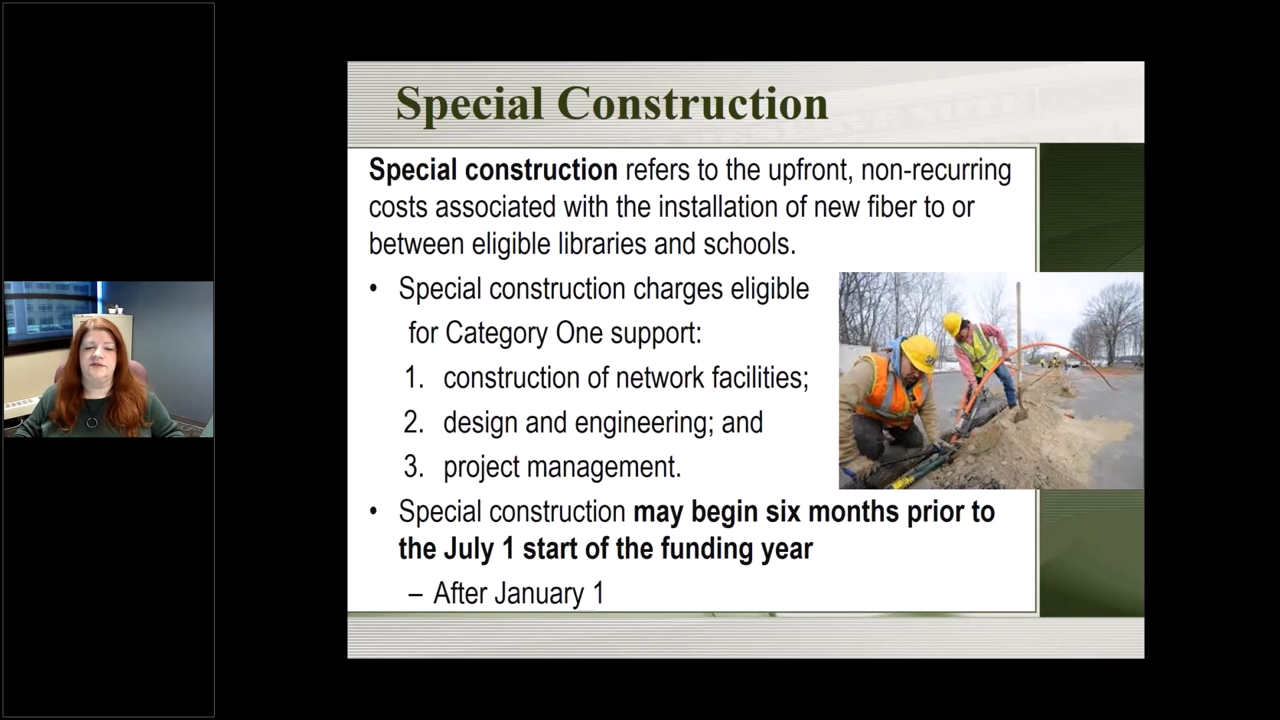 Special Construction
Special construction refers to the upfront, non-recurring
costs associated with the installation of new fiber to or
between eligible libraries and schools.
• Special construction charges eligible
for Category One support:
1. construction of network facilities;
2. design and engineering; and
3. project management.
• Special construction may begin six months prior to
the July 1 start of the funding year
– After January 1